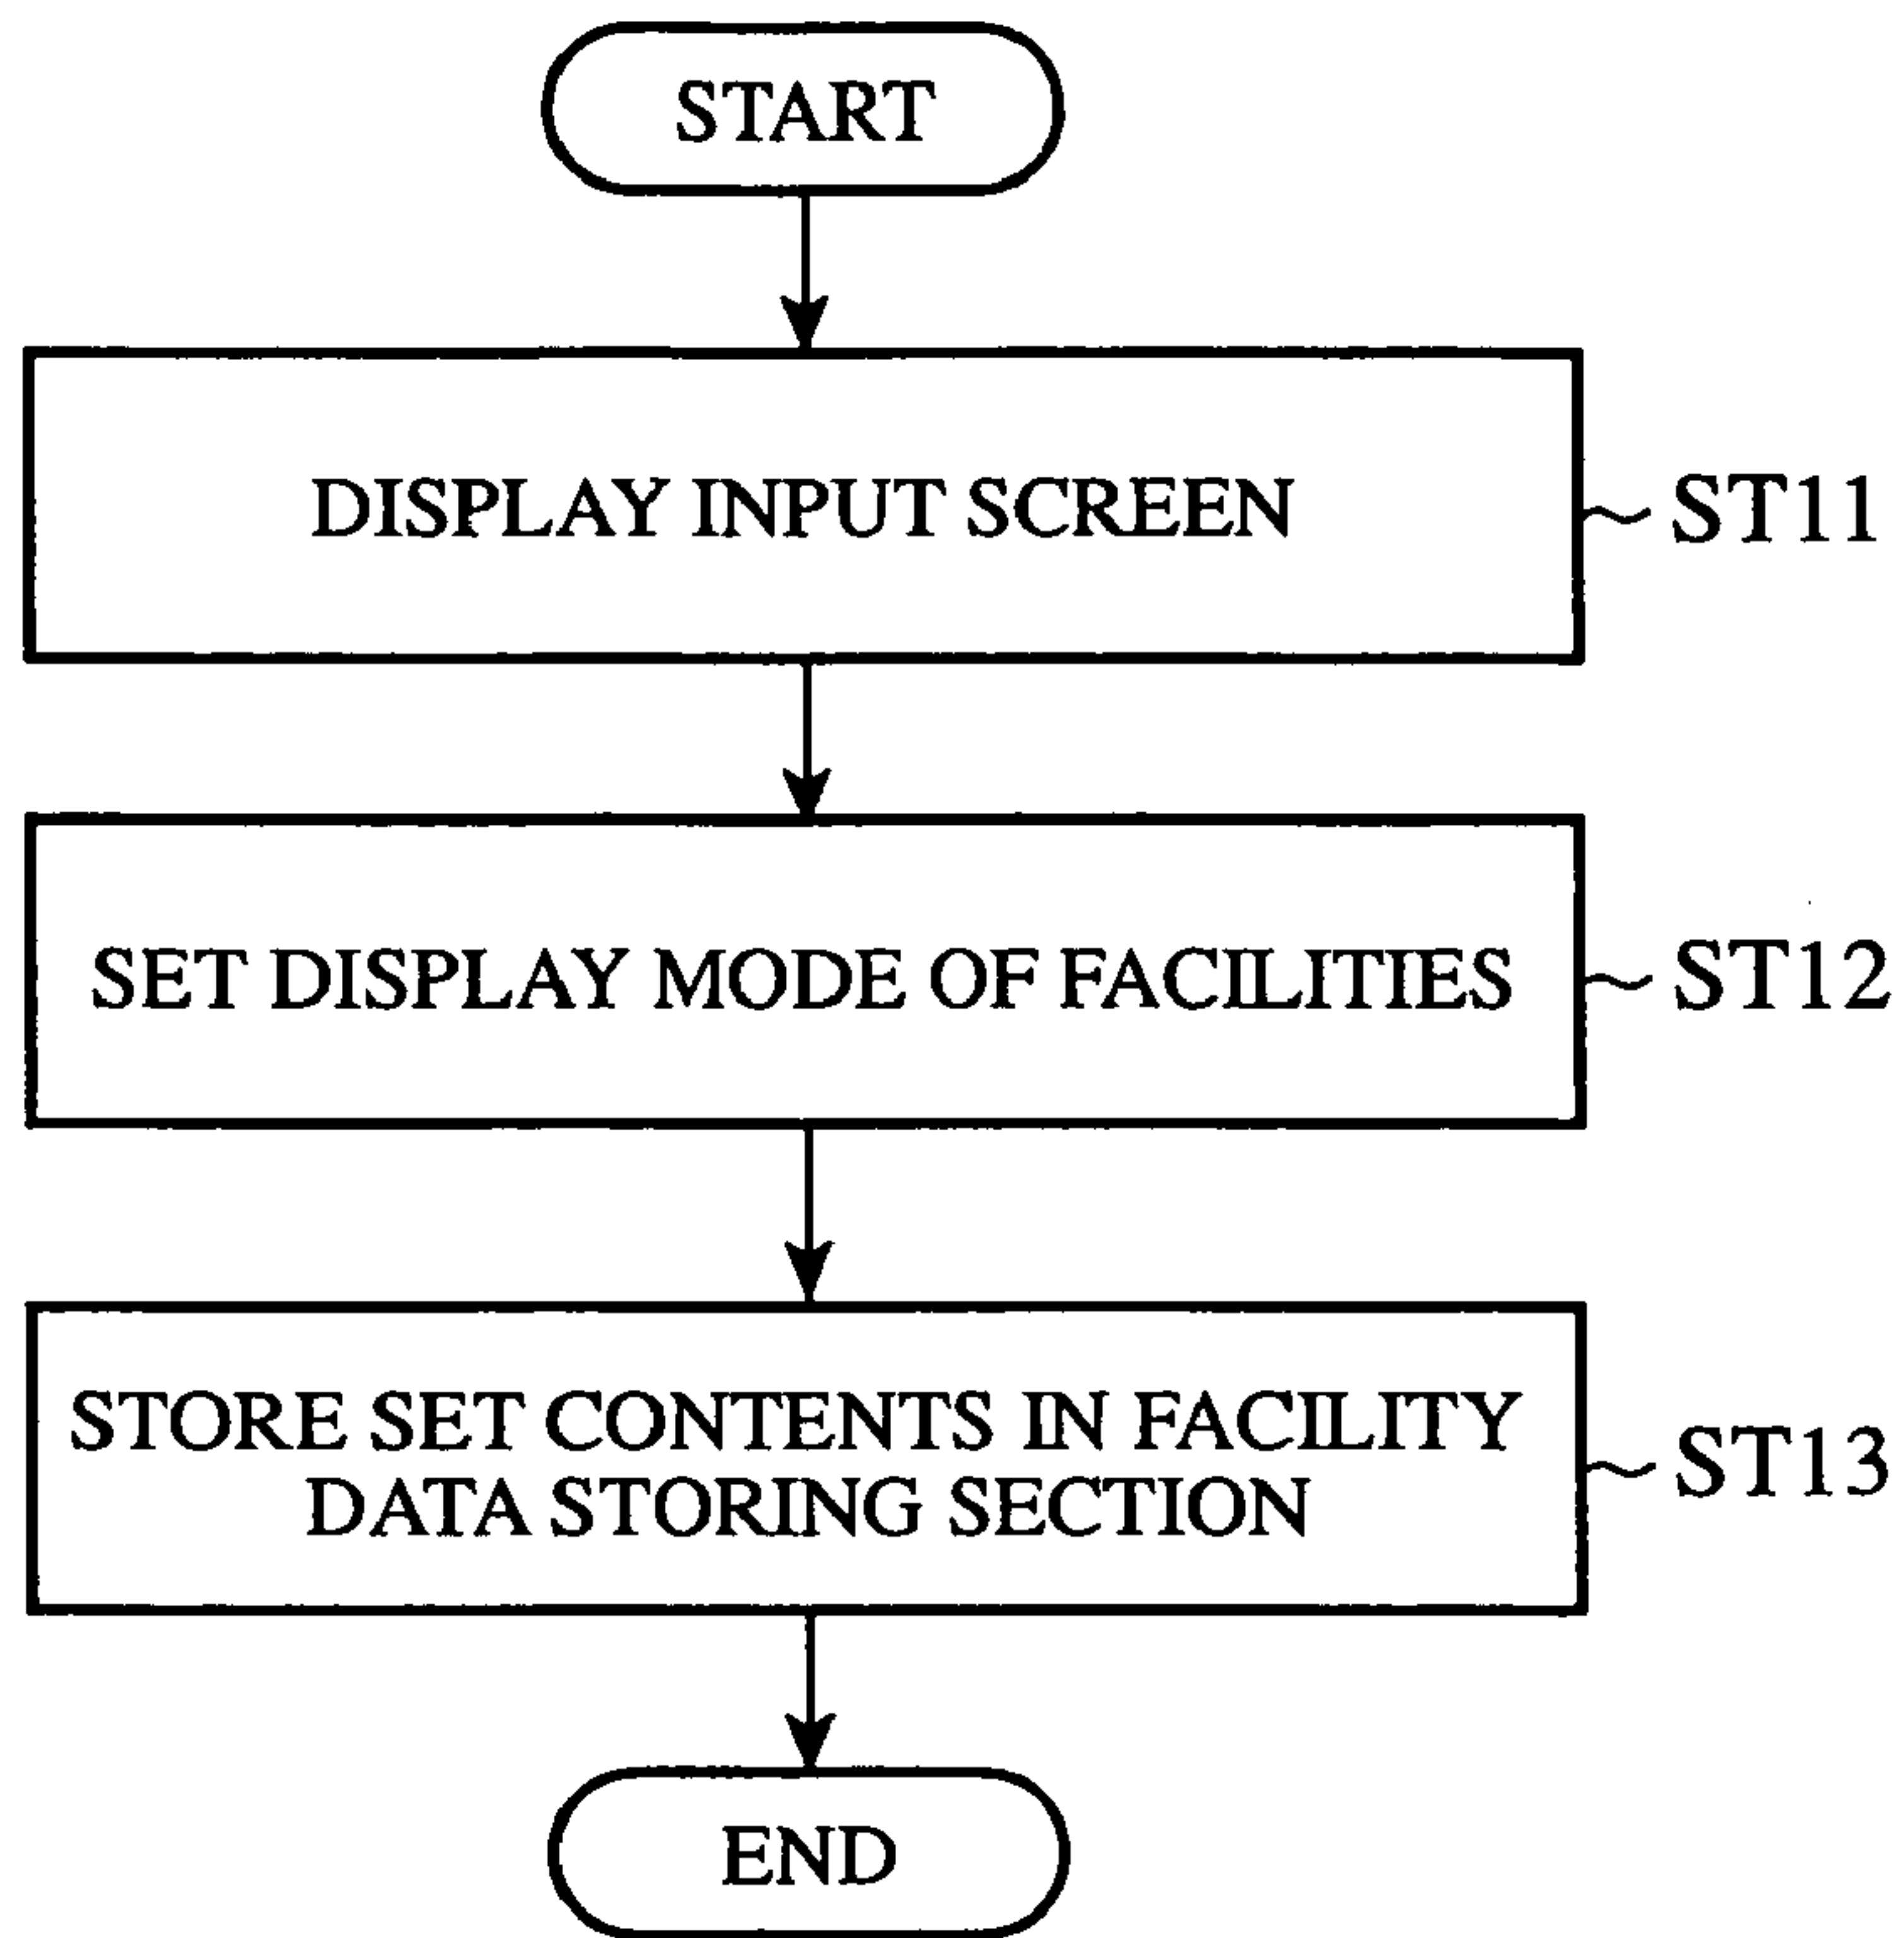 START
DISPLAY INPUT SCREEN
ST11
SET DISPLAY MODE OF FACILITIES
ST12
STORE SET CONTENTS IN FACILITY
DATA STORING SECTION
ST13
END